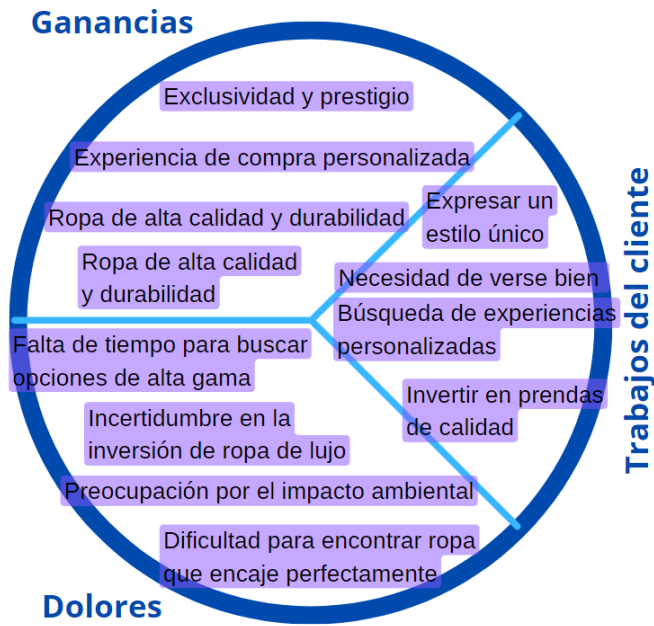 Ganancias
Exclusividad y prestigio
Experiencia de compra personalizada
Ropa de alta calidad y durabilidad
Ropa de alta calidad
y durabilidad
Expresar un
estilo único
Necesidad de verse bien
Búsqueda de experiencias
personalizadas
Invertir en prendas
de calidad
Trabajos del cliente
Falta de tiempo para buscar
opciones de alta gama
Incertidumbre en la
inversión de ropa de lujo
Preocupación por el impacto ambiental
Dificultad para encontrar ropa
que encaje perfectamente
Dolores